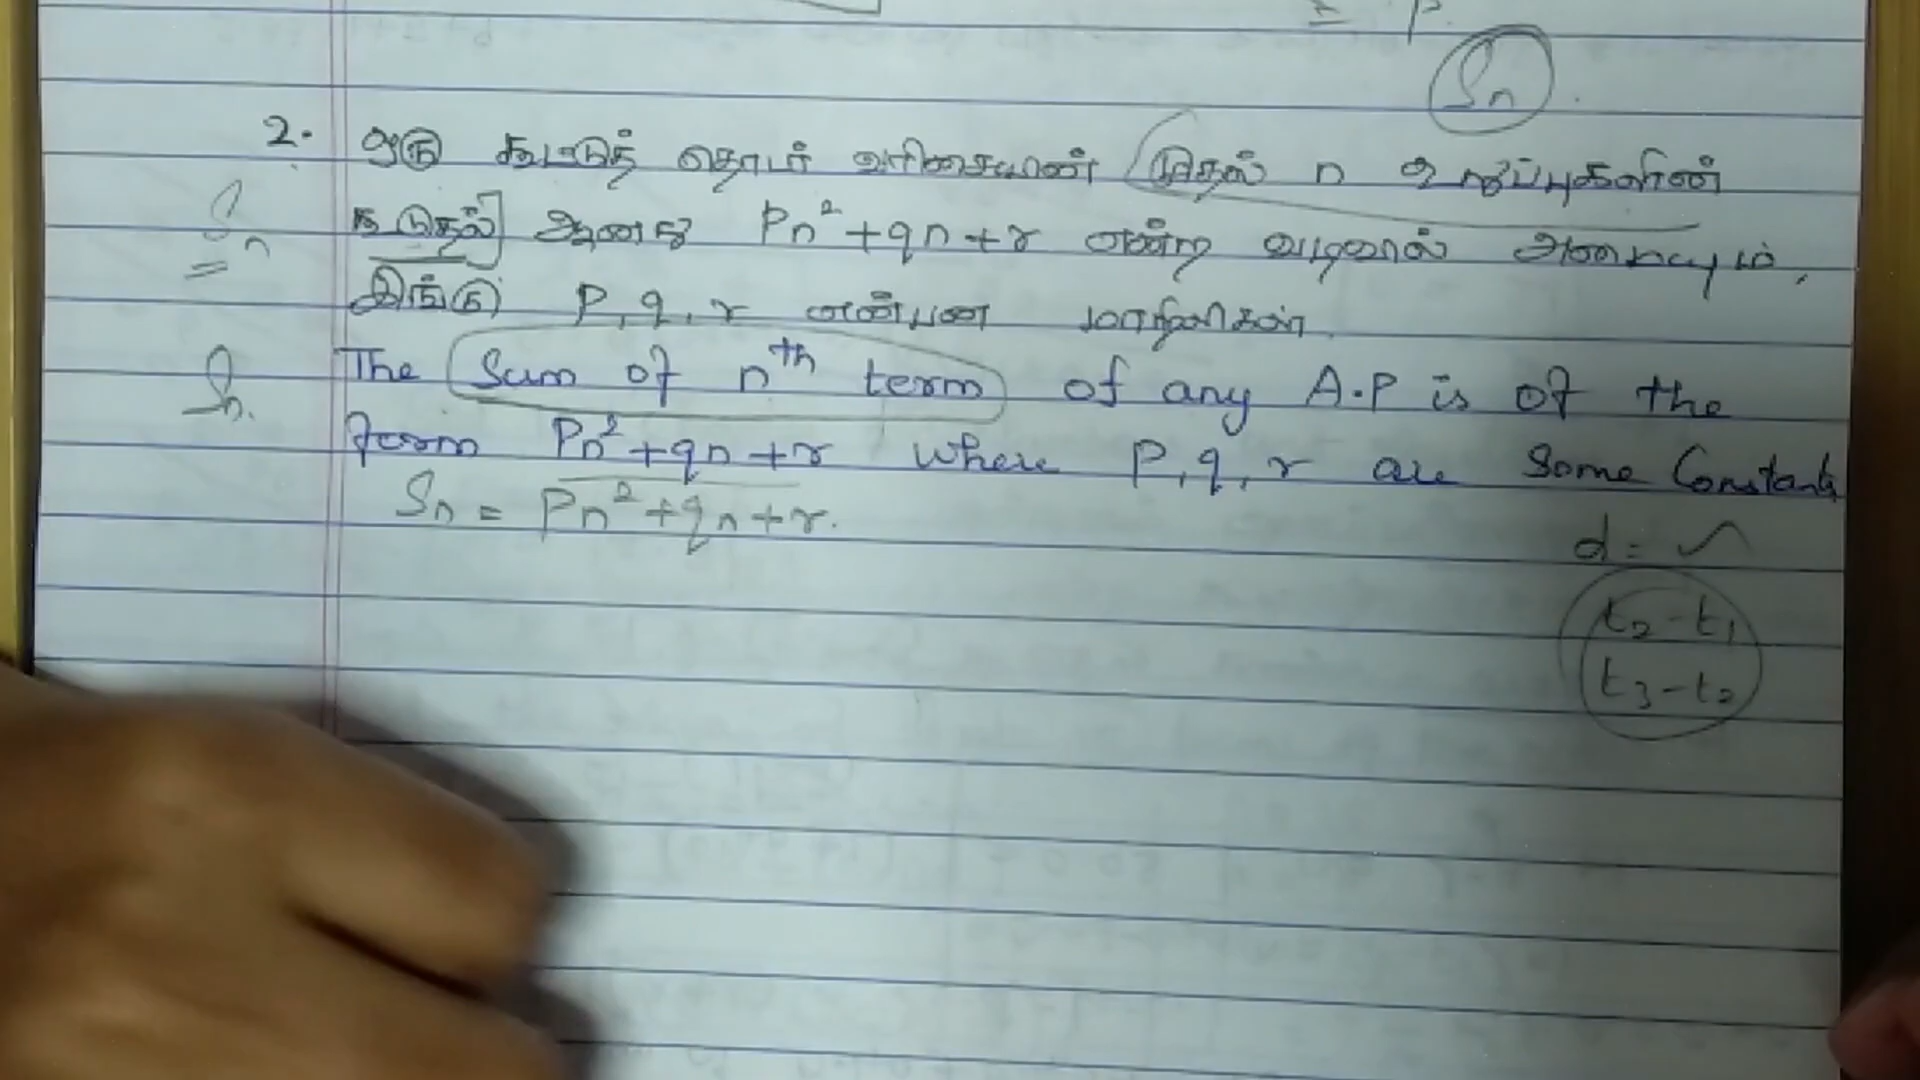 Sn
2. ஒரு கூட்டுத் தொடர் வரிசையின் முதல் n உறுப்புகளின்
Sn
கூடுதல் ஆனது Pn²+qn+r என்ற வடிவில் அமையும்.
இங்கு P, q, r என்பன மாறிலிகள்.
Sn.
The Sum of nth term of any A.P is of the
form Pn²+qn+r where P, q, r are Some Constants
Sn = Pn²+qn+r.
d =
t2-t1
t3-t2